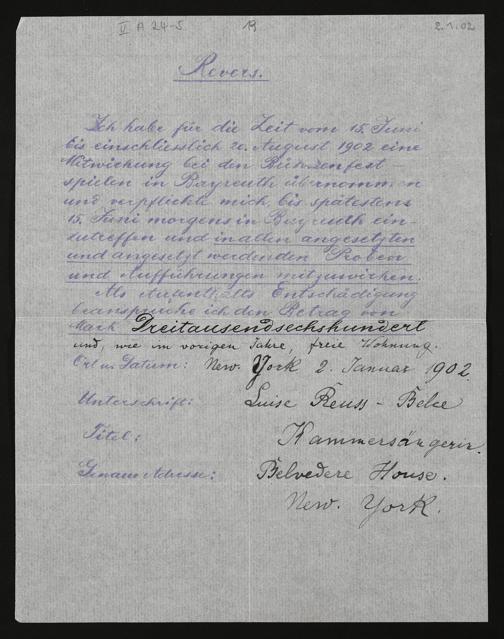 II A 24-5 19 2.1.02
Revers.
Ich habe für die Zeit vom 15. Juni
bis einschliesslich 20. August 1902 eine
Mitwirkung bei den Bühnenfest-
spielen in Bayreuth übernommen
und verpflichte mich, bis spätestens
15. Juni morgens in Bayreuth ein-
zutreffen und in allen angesetzten
und angesetzt werdenden Proben
und Aufführungen mitzuwirken.
Als Aufenthalts Entschädigung
beanspruche ich den Betrag von
Mark Dreitausendsechshundert
und, wie im vorigen Jahre, freie Wohnung.
Ort u. Datum: New. York 2. Januar 1902.
Unterschrift: Luise Reuss - Belce
Titel: Kammersängerin.
Genaue Adresse: Belvedere House.
New. York.